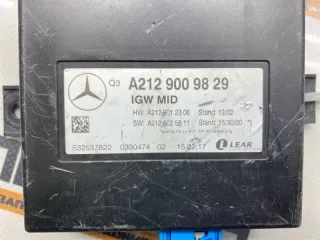 Q3 A212 900 98 29
IGW MID
HW: A212 901 23 06 Stand: 13/02
SW: A212 902 58 11 Stand: 15/30.00
532537822 0330474 02 15.02.17 LEAR